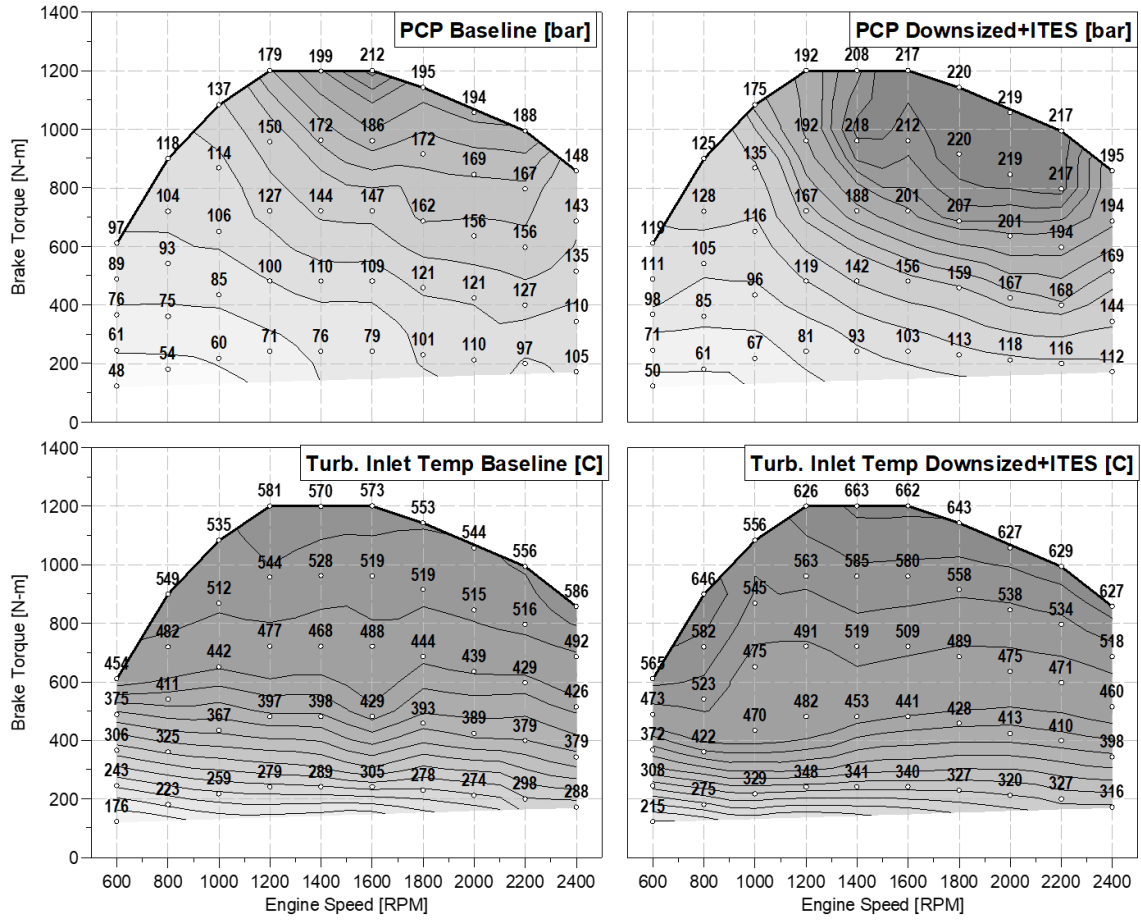 PCP Baseline [bar]
PCP Downsized+ITES [bar]
1400
1200
1000
800
600
400
200
0
Brake Torque [N-m]
179 199 212
195
194
188
148
137
118
97
150 172 186 172 169 167 143
114
104
127 144 147 162 156 156 135
106
93
89
100 110 109 121 121 127 110
85
76 75
61
71 76 79 101 110 97 105
60
54
48
192 208 217
220
219
217
195
175
125
119
192 218 212 220 219 217 194
135
128
167 188 201 207 201 194 169
116
105
111
119 142 156 159 167 168 144
96
98 85
71
81 93 103 113 118 116 112
67
61
50
Turb. Inlet Temp Baseline [C]
Turb. Inlet Temp Downsized+ITES [C]
1400
1200
1000
800
600
400
200
0
Brake Torque [N-m]
581 570 573
553
544
556
586
535
549
454
544 528 519 519 515 516 492
512
482
477 468 488 444 439 429 426
442
411
375
397 398 429 393 389 379 379
367
306 325
243
279 289 305 278 274 298 288
259
223
176
626 663 662
643
627
629
627
556
646
565
563 585 580 558 538 534 518
545
582
491 519 509 489 475 471 460
475
523
473
482 453 441 428 413 410 398
470
372 422
308
348 341 340 327 320 327 316
329
275
215
600 800 1000 1200 1400 1600 1800 2000 2200 2400
Engine Speed [RPM]
600 800 1000 1200 1400 1600 1800 2000 2200 2400
Engine Speed [RPM]